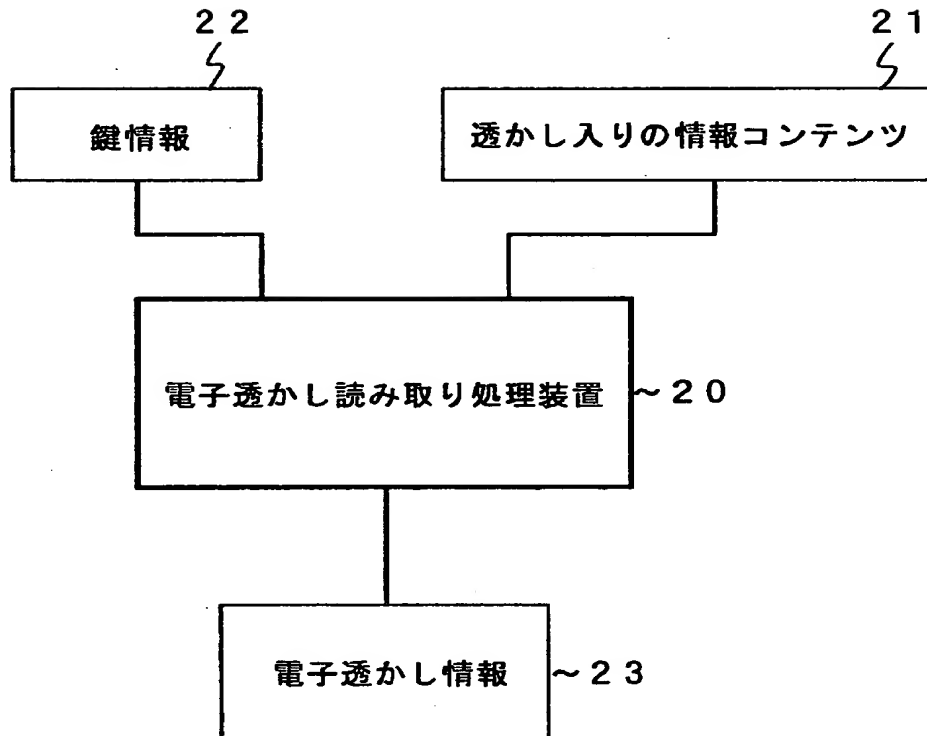 ２２
２１
鍵情報
透かし入りの情報コンテンツ
電子透かし読み取り処理装置
～２０
電子透かし情報
～２３